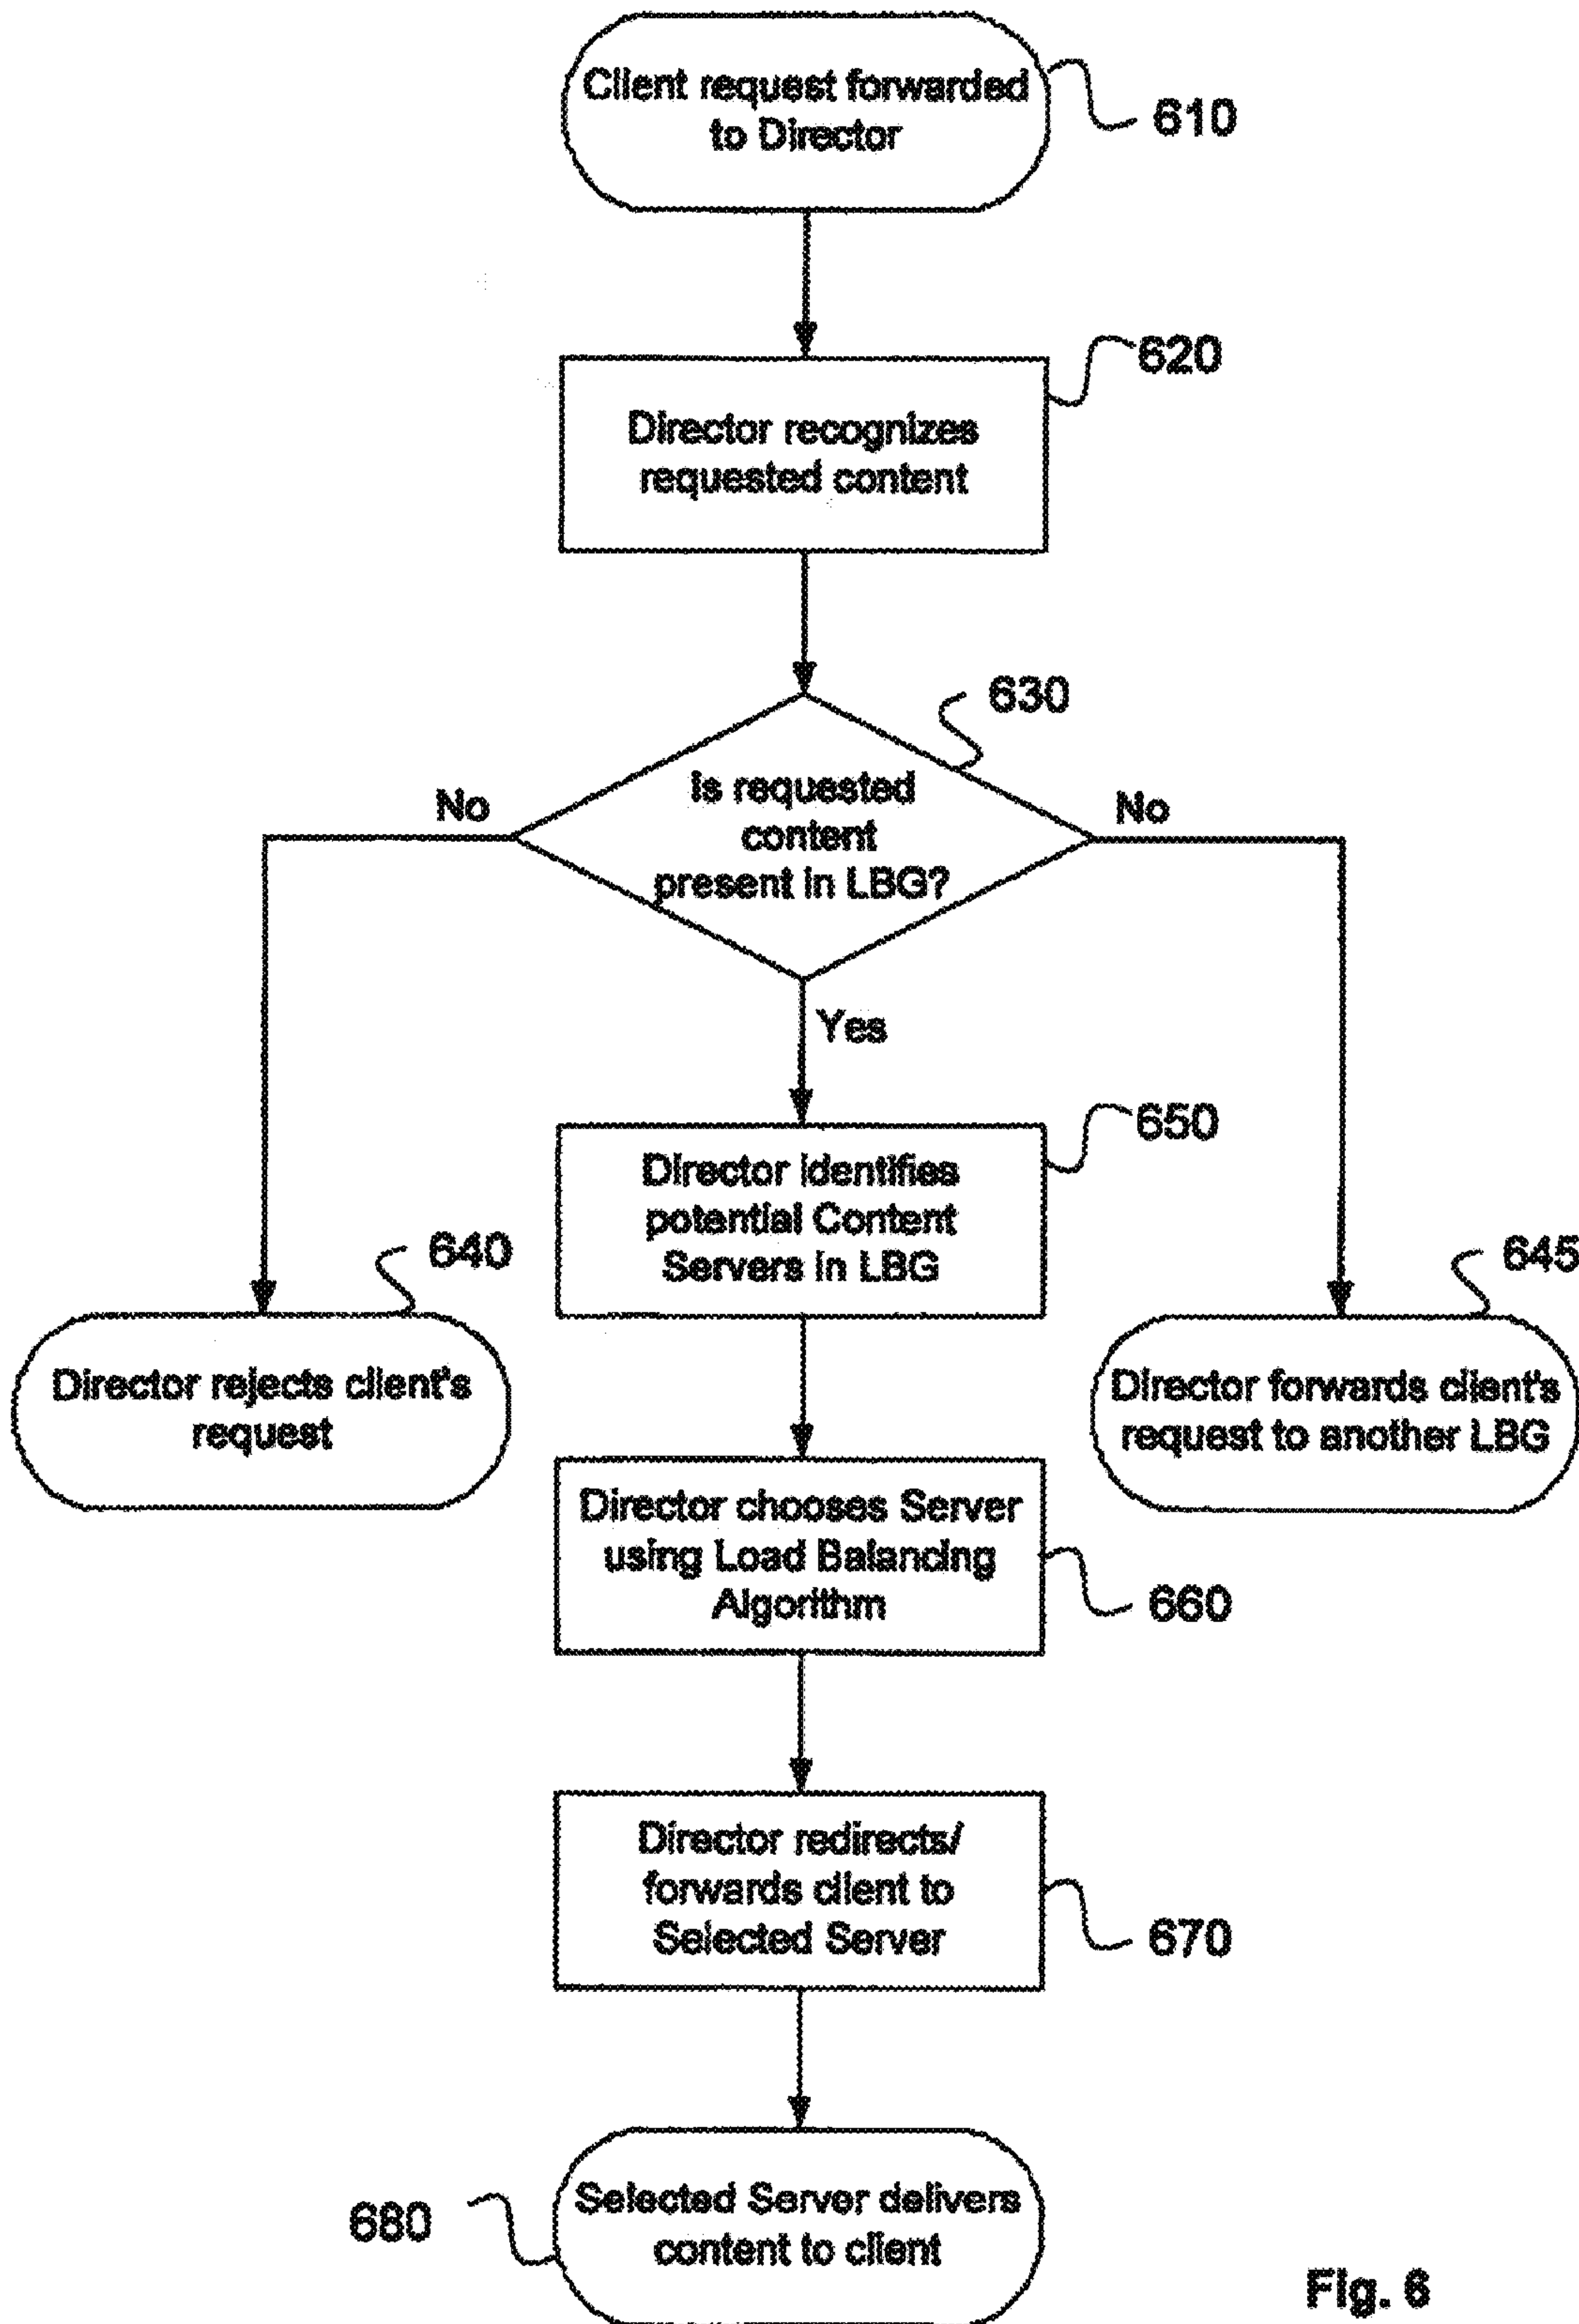 Client request forwarded
to Director
610
620
Director recognizes
requested content
630
No
Is requested
content
present in LBG?
No
Yes
650
Director identifies
potential Content
Servers in LBG
640
Director rejects client's
request
645
Director forwards client's
request to another LBG
Director chooses Server
using Load Balancing
Algorithm
660
Director redirects/
forwards client to
Selected Server
670
Selected Server delivers
content to client
680
Fig. 6